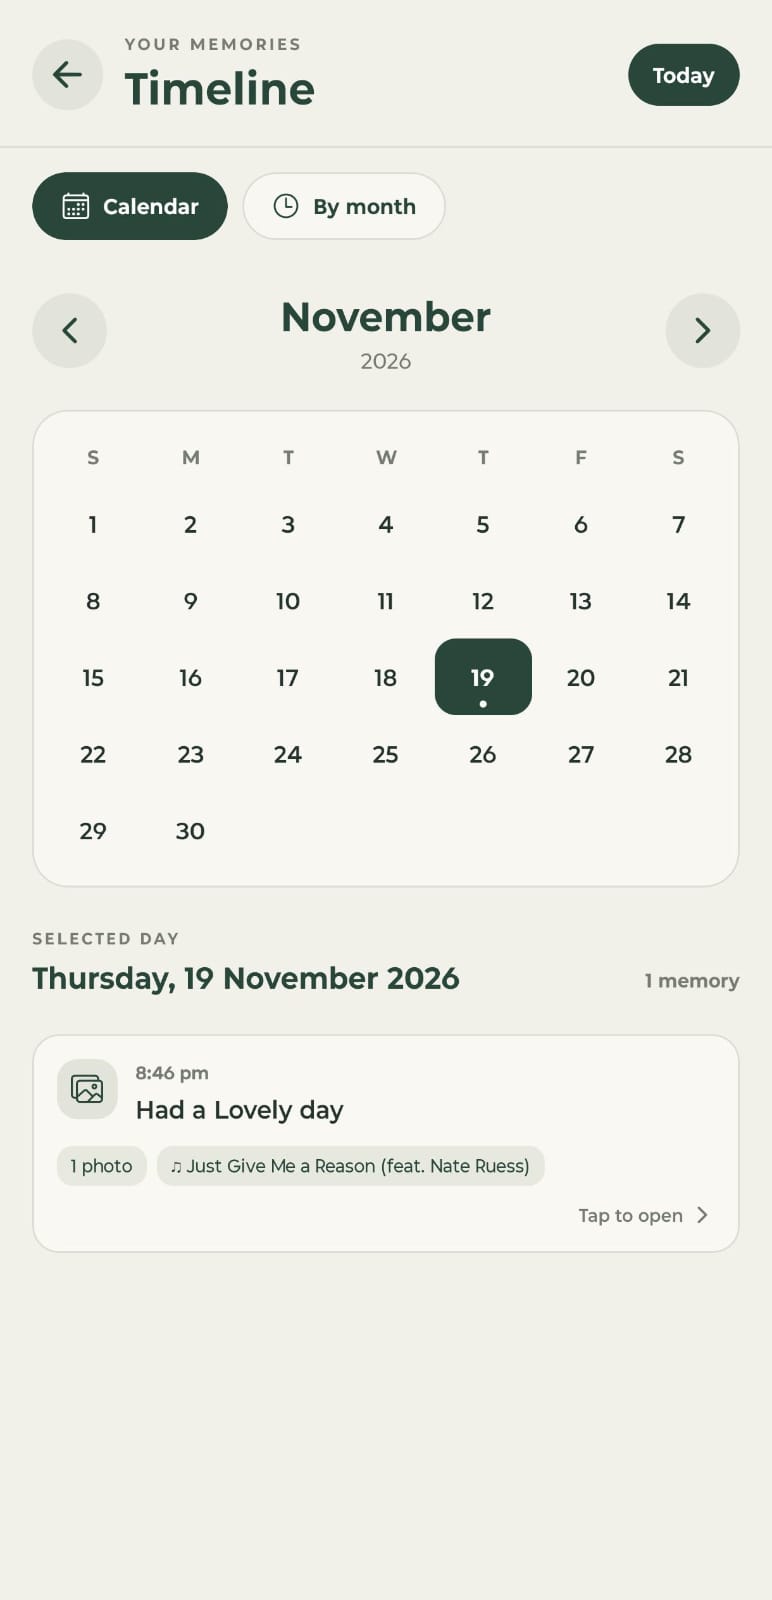 YOUR MEMORIES
Timeline
Today
Calendar
By month
November
2026
S M T W T F S
1 2 3 4 5 6 7
8 9 10 11 12 13 14
15 16 17 18 19 20 21
22 23 24 25 26 27 28
29 30
SELECTED DAY
Thursday, 19 November 2026
1 memory
8:46 pm
Had a Lovely day
1 photo
♫ Just Give Me a Reason (feat. Nate Ruess)
Tap to open